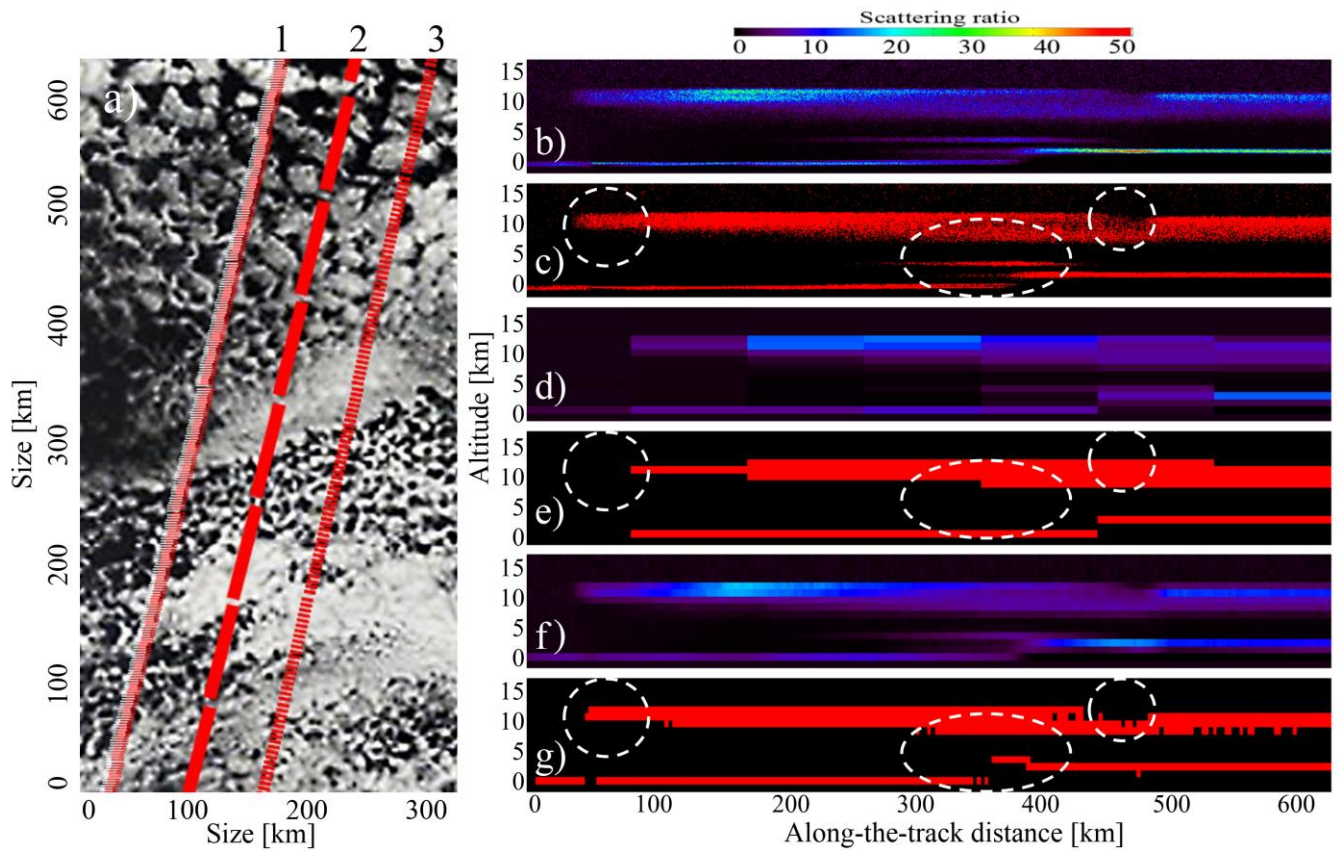 1 2 3
a)
600
500
400
300
200
100
0
Size [km]
0 100 200 300
Size [km]
Scattering ratio
0 10 20 30 40 50
15
10
5
0
b)
15
10
5
0
c)
15
10
5
0
d)
Altitude [km]
15
10
5
0
e)
15
10
5
0
f)
15
10
5
0
g)
0 100 200 300 400 500 600
Along-the-track distance [km]